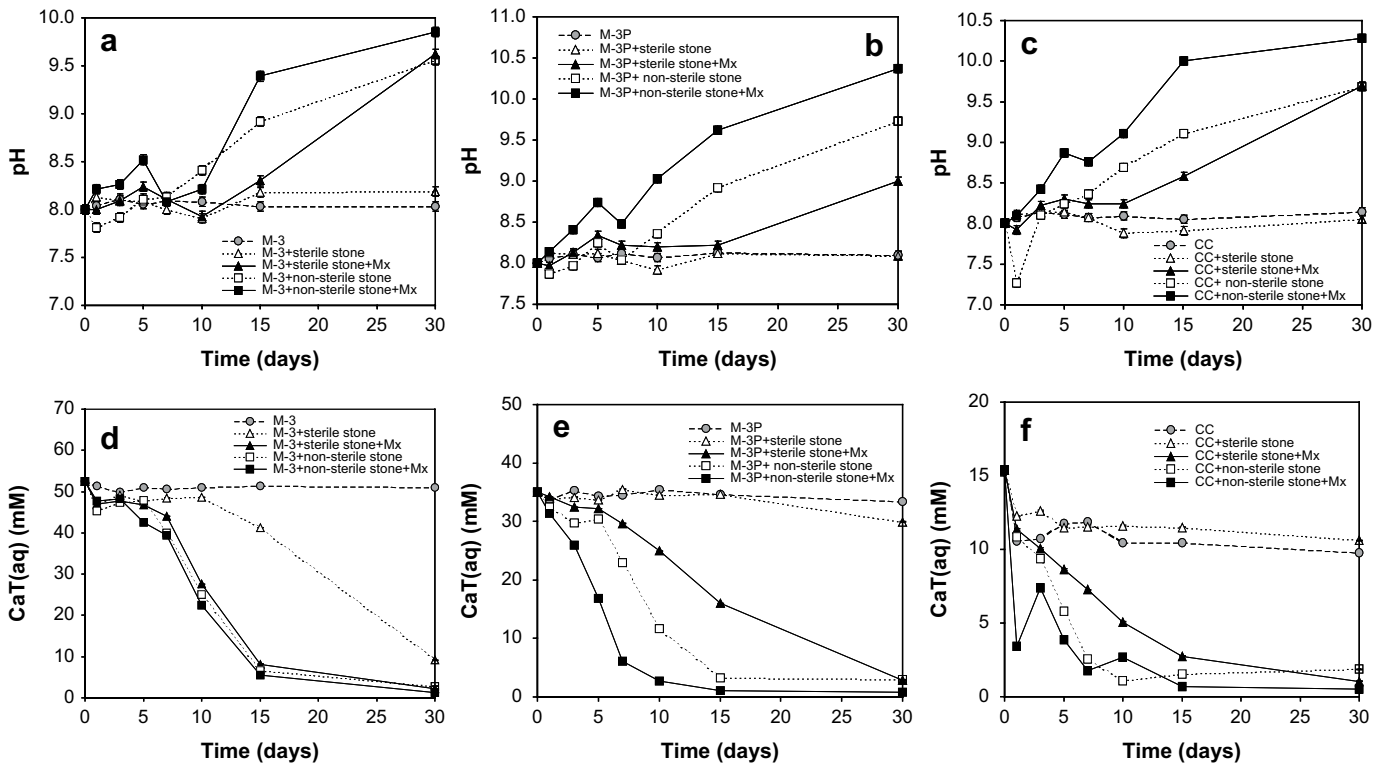 a
pH
10.0
9.5
9.0
8.5
8.0
7.5
7.0
M-3
M-3+sterile stone
M-3+sterile stone+Mx
M-3+non-sterile stone
M-3+non-sterile stone+Mx
0 5 10 15 20 25 30
Time (days)
b
pH
11.0
10.5
10.0
9.5
9.0
8.5
8.0
7.5
M-3P
M-3P+sterile stone
M-3P+sterile stone+Mx
M-3P+ non-sterile stone
M-3P+non-sterile stone+Mx
0 5 10 15 20 25 30
Time (days)
c
pH
10.5
10.0
9.5
9.0
8.5
8.0
7.5
7.0
CC
CC+sterile stone
CC+sterile stone+Mx
CC+ non-sterile stone
CC+non-sterile stone+Mx
0 5 10 15 20 25 30
Time (days)
d
CaT(aq) (mM)
70
60
50
40
30
20
10
0
M-3
M-3+sterile stone
M-3+sterile stone+Mx
M-3+non-sterile stone
M-3+non-sterile stone+Mx
0 5 10 15 20 25 30
Time (days)
e
CaT(aq) (mM)
50
40
30
20
10
0
M-3P
M-3P+sterile stone
M-3P+sterile stone+Mx
M-3P+ non-sterile stone
M-3P+non-sterile stone+Mx
0 5 10 15 20 25 30
Time (days)
f
CaT(aq) (mM)
20
15
10
5
0
CC
CC+sterile stone
CC+sterile stone+Mx
CC+non-sterile stone
CC+non-sterile stone+Mx
0 5 10 15 20 25 30
Time (days)